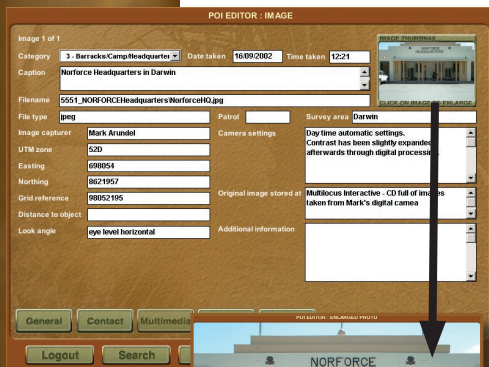 POI EDITOR : IMAGE
Image 1 of 1
IMAGE THUMBNAIL
Category 3 - Barracks/Camp/Headquarter Date taken 16/09/2002 Time taken 12:21
Caption Norforce Headquarters in Darwin
Filename 5551_NORFORCEHeadquarters\NorforceHQ.jpg
CLICK ON IMAGE TO ENLARGE
File type jpeg Patrol Survey area Darwin
Image capturer Mark Arundel Camera settings Day time automatic settings.
Contrast has been slightly expanded
afterwards through digital processing.
UTM zone 52D
Easting 698054
Northing 8621957
Grid reference 98052195 Original image stored at Multilocus Interactive - CD full of images
taken from Mark's digital camea
Distance to object
Look angle eye level horizontal Additional information
General Contact Multimedia
POI EDITOR : ENLARGED PHOTO
Logout Search
NORFORCE